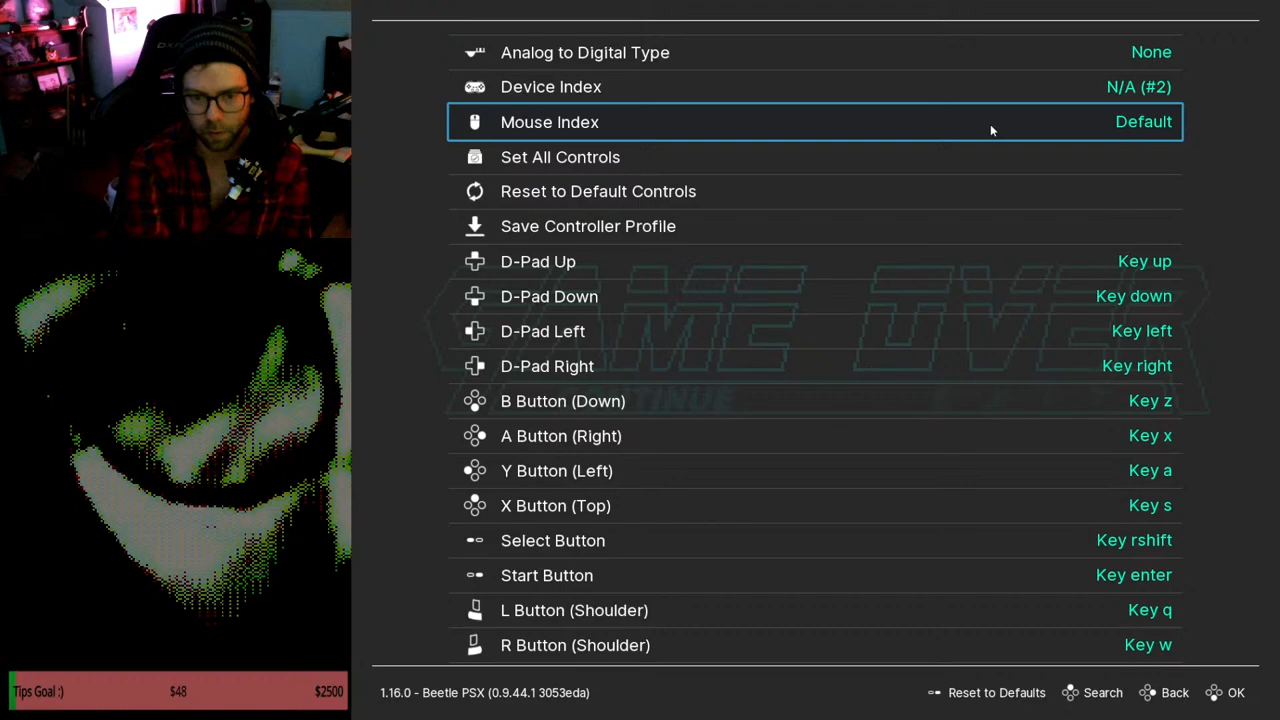 Analog to Digital Type None
Device Index N/A (#2)
Mouse Index Default
Set All Controls
Reset to Default Controls
Save Controller Profile
D-Pad Up Key up
D-Pad Down Key down
D-Pad Left Key left
D-Pad Right Key right
B Button (Down) Key z
A Button (Right) Key x
Y Button (Left) Key a
X Button (Top) Key s
Select Button Key rshift
Start Button Key enter
L Button (Shoulder) Key q
R Button (Shoulder) Key w
GAME OVER
CONTINUE
Tips Goal :) $48 $2500
1.16.0 - Beetle PSX (0.9.44.1 3053eda) Reset to Defaults Search Back OK